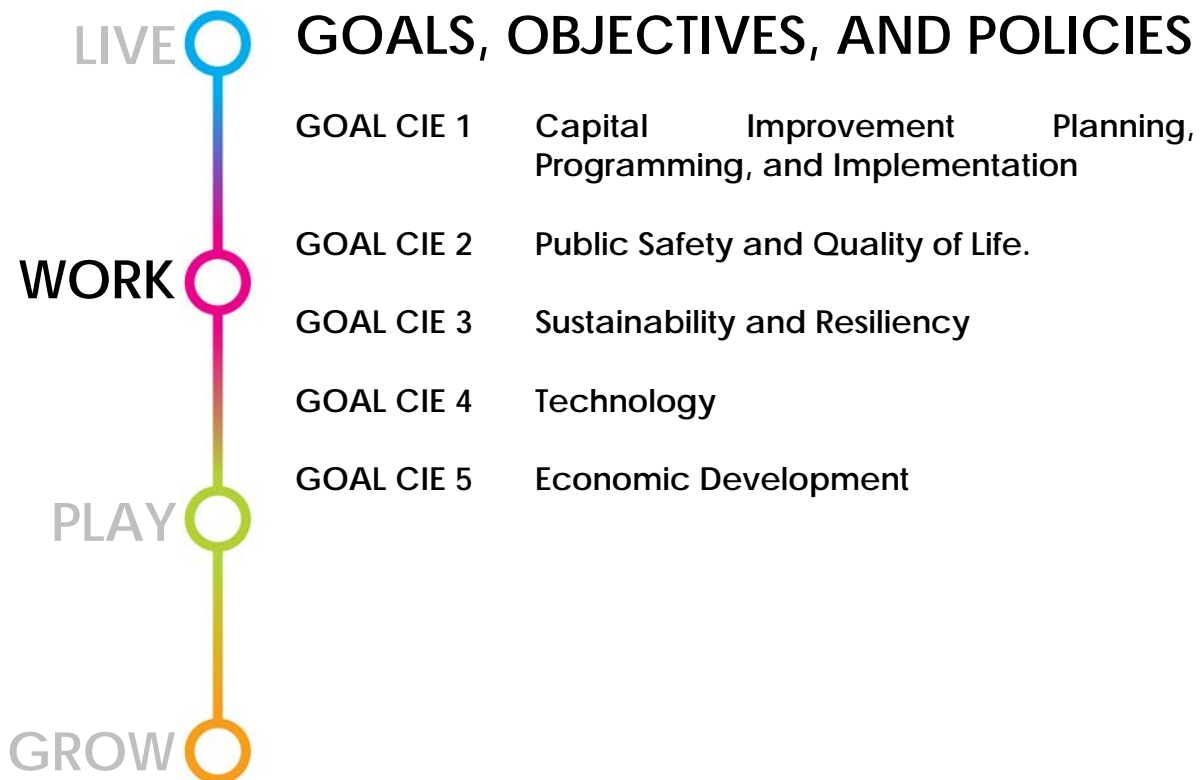 LIVE
GOALS, OBJECTIVES, AND POLICIES
GOAL CIE 1 Capital Improvement Planning,
Programming, and Implementation
GOAL CIE 2 Public Safety and Quality of Life.
WORK
GOAL CIE 3 Sustainability and Resiliency
GOAL CIE 4 Technology
GOAL CIE 5 Economic Development
PLAY
GROW